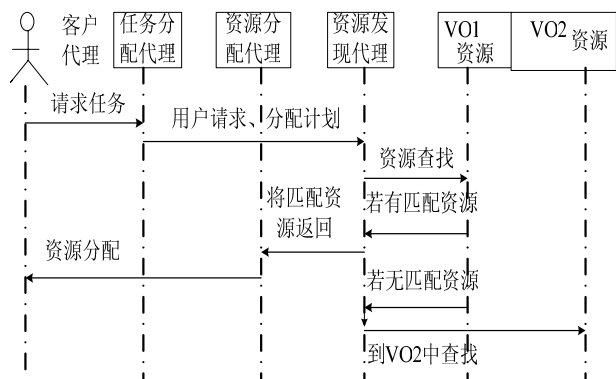 客户
代理
任务分
配代理
资源分
配代理
资源发
现代理
VO1
资源
VO2
资源
请求任务
用户请求、分配计划
资源查找
若有匹配资源
将匹配资
源返回
资源分配
若无匹配资源
到VO2中查找